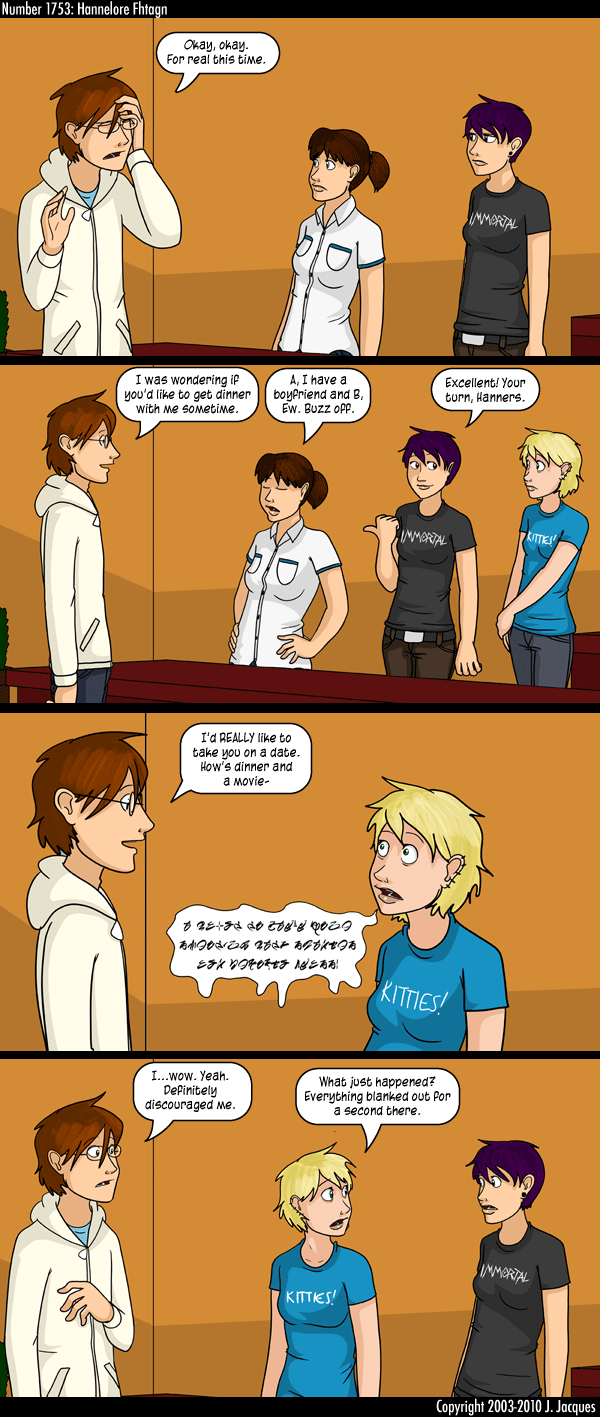 Number 1753: Hannelore Fhtagn
Okay, okay.
For real this time.
IMMORTAL
I was wondering if
you'd like to get dinner
with me sometime.
A, I have a
boyfriend and B,
Ew. Buzz off.
Excellent! Your
turn, Hanners.
IMMORTAL
KITTIES!
I'd REALLY like to
take you on a date.
How's dinner and
a movie-
KITTIES!
I...wow. Yeah.
Definitely
discouraged me.
What just happened?
Everything blanked out for
a second there.
KITTIES!
IMMORTAL
Copyright 2003-2010 J. Jacques